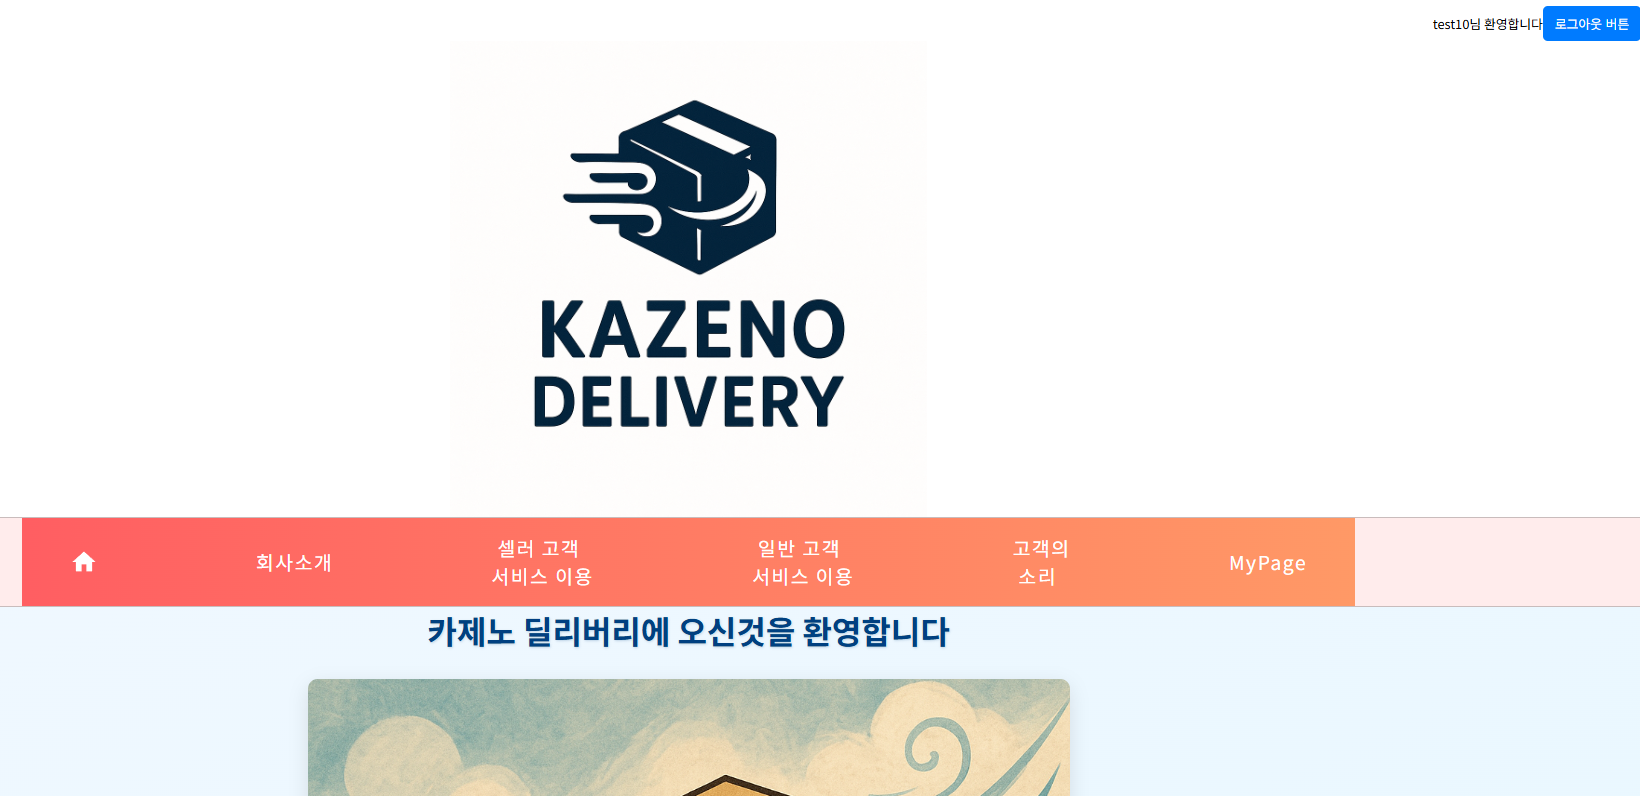 test10님 환영합니다 로그아웃 버튼
KAZENO
DELIVERY
회사소개
셀러 고객
서비스 이용
일반 고객
서비스 이용
고객의
소리
MyPage
카제노 딜리버리에 오신것을 환영합니다